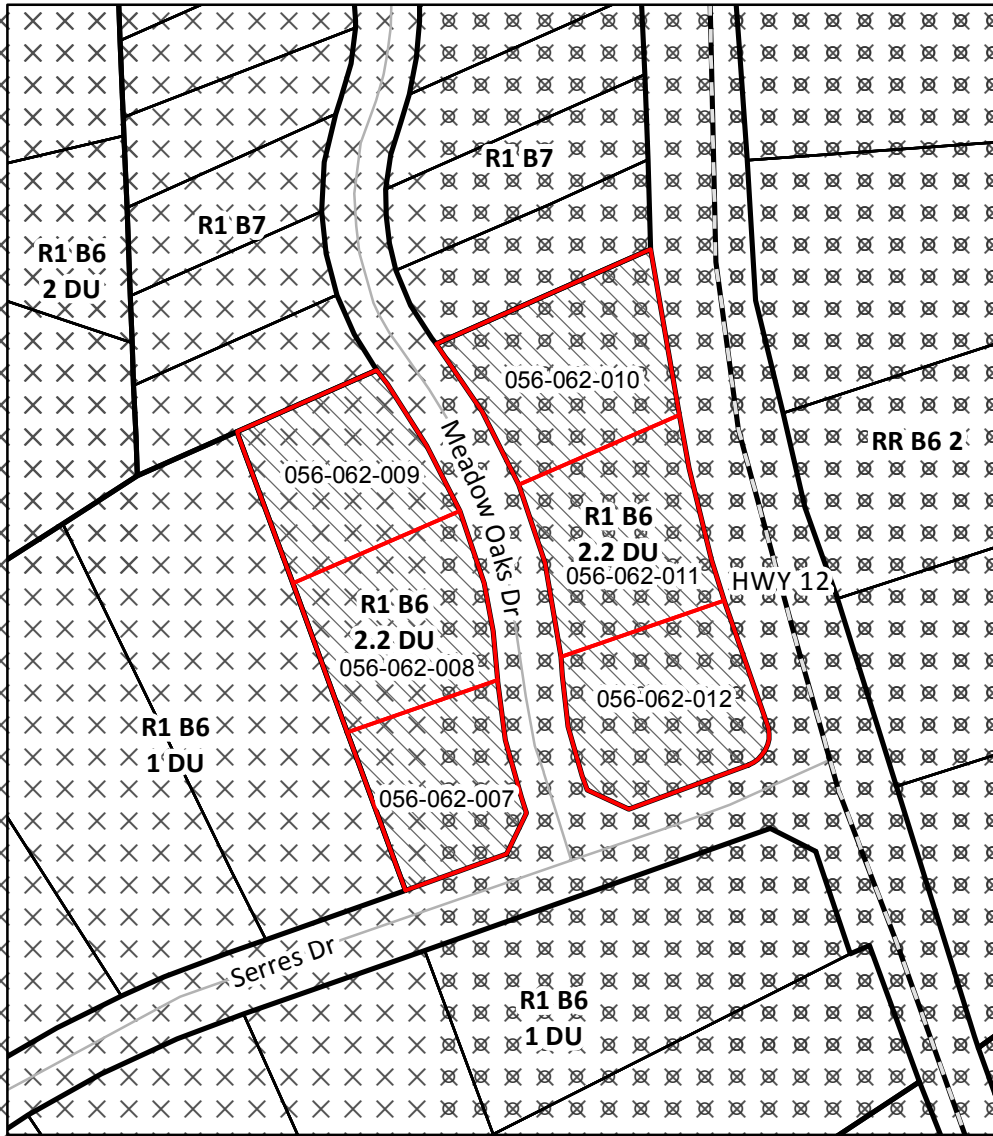 R1 B7
R1 B7
R1 B6
2 DU
056-062-010
RR B6 2
056-062-009
Meadow Oaks Dr
R1 B6
2.2 DU
056-062-011
HWY 12
R1 B6
2.2 DU
056-062-008
056-062-012
R1 B6
1 DU
056-062-007
Serres Dr
R1 B6
1 DU